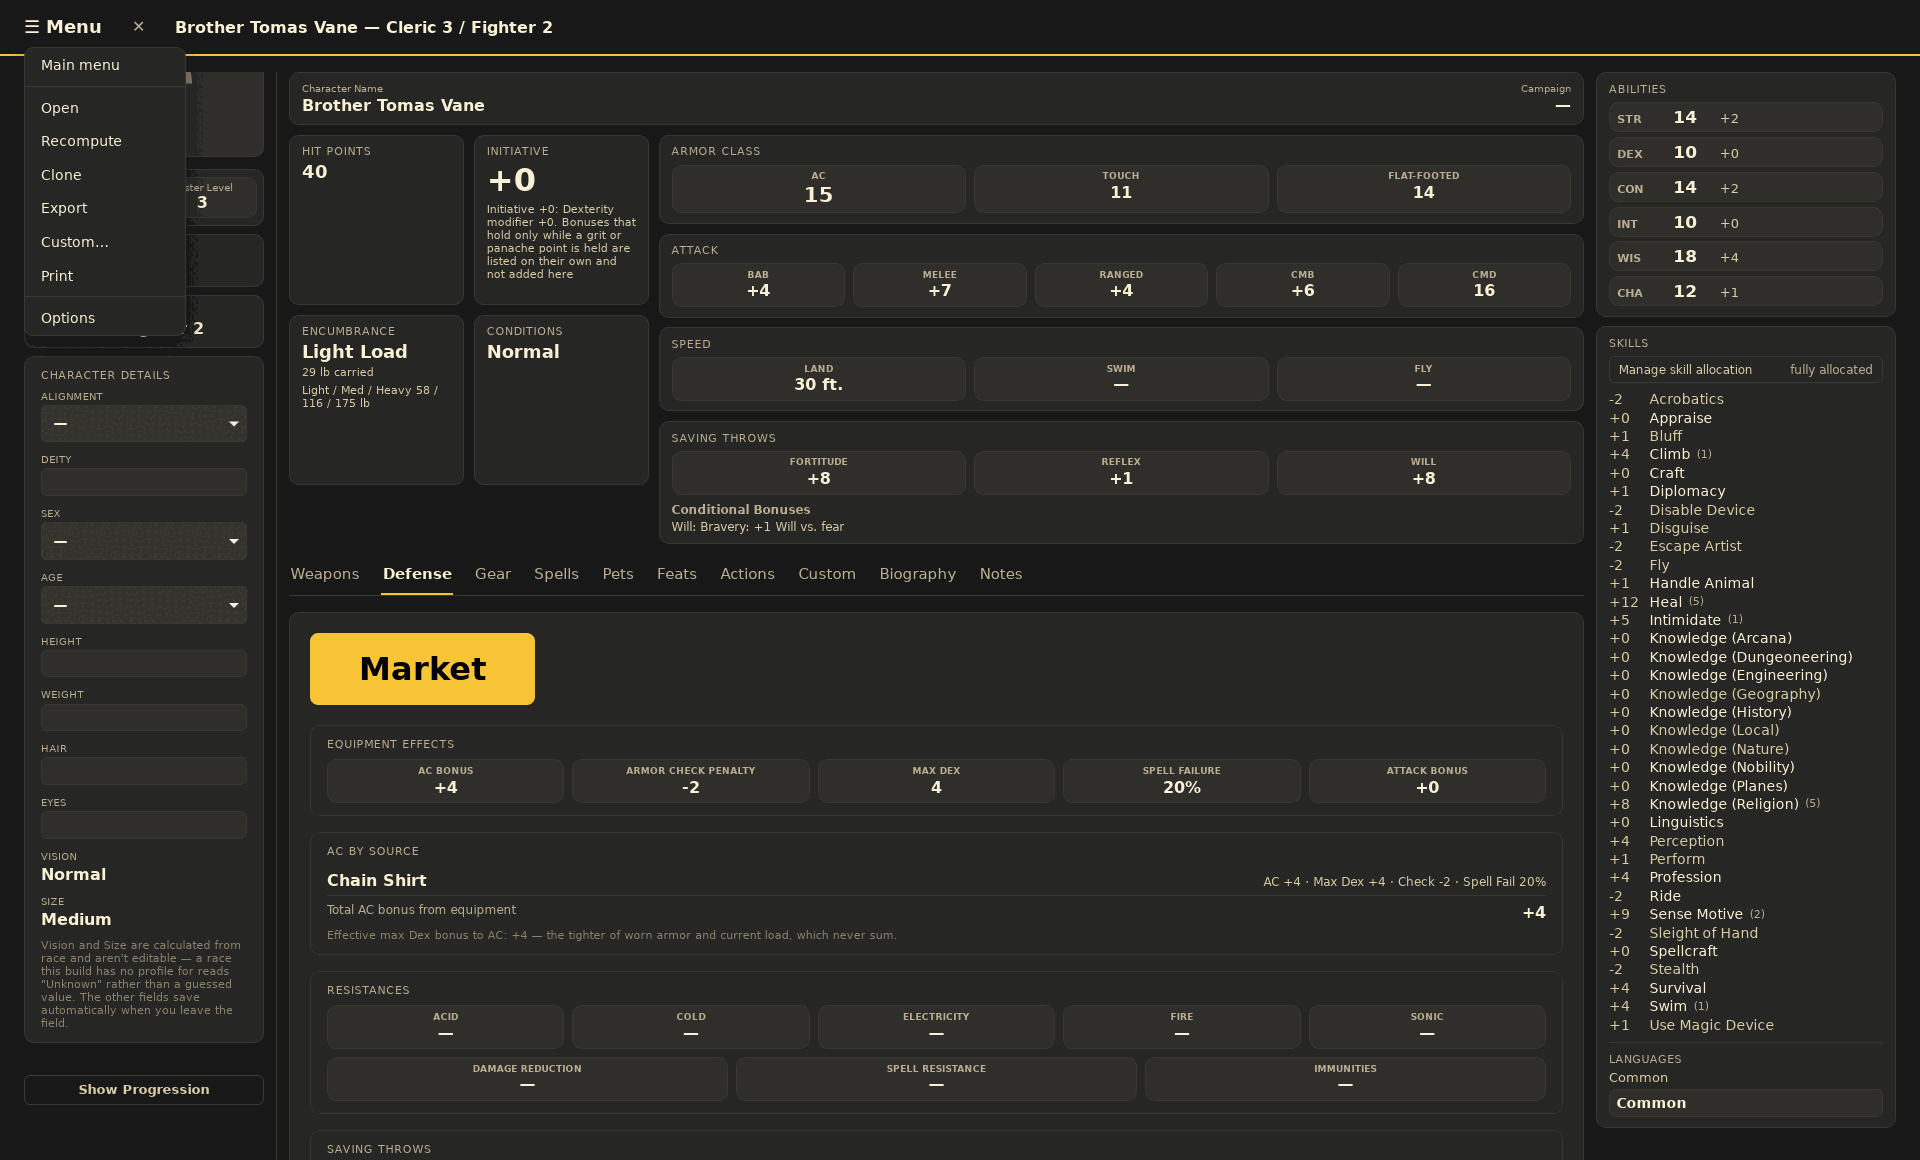 ☰ Menu
✕
Brother Tomas Vane — Cleric 3 / Fighter 2
Main menu
Open
Recompute
Clone
Export
Custom...
Print
Options
Level
3
2
CHARACTER DETAILS
ALIGNMENT
—
DEITY
SEX
—
AGE
—
HEIGHT
WEIGHT
HAIR
EYES
VISION
Normal
SIZE
Medium
Vision and Size are calculated from
race and aren't editable — a race
this build has no profile for reads
"Unknown" rather than a guessed
value. The other fields save
automatically when you leave the
field.
Show Progression
Character Name
Brother Tomas Vane
Campaign
—
HIT POINTS
40
INITIATIVE
+0
Initiative +0: Dexterity
modifier +0. Bonuses that
hold only while a grit or
panache point is held are
listed on their own and
not added here
ENCUMBRANCE
Light Load
29 lb carried
Light / Med / Heavy 58 /
116 / 175 lb
CONDITIONS
Normal
ARMOR CLASS
AC
15
TOUCH
11
FLAT-FOOTED
14
ATTACK
BAB
+4
MELEE
+7
RANGED
+4
CMB
+6
CMD
16
SPEED
LAND
30 ft.
SWIM
—
FLY
—
SAVING THROWS
FORTITUDE
+8
REFLEX
+1
WILL
+8
Conditional Bonuses
Will: Bravery: +1 Will vs. fear
Weapons Defense Gear Spells Pets Feats Actions Custom Biography Notes
Market
EQUIPMENT EFFECTS
AC BONUS
+4
ARMOR CHECK PENALTY
-2
MAX DEX
4
SPELL FAILURE
20%
ATTACK BONUS
+0
AC BY SOURCE
Chain Shirt
AC +4 · Max Dex +4 · Check -2 · Spell Fail 20%
Total AC bonus from equipment
+4
Effective max Dex bonus to AC: +4 — the tighter of worn armor and current load, which never sum.
RESISTANCES
ACID
—
COLD
—
ELECTRICITY
—
FIRE
—
SONIC
—
DAMAGE REDUCTION
—
SPELL RESISTANCE
—
IMMUNITIES
—
SAVING THROWS
ABILITIES
STR 14 +2
DEX 10 +0
CON 14 +2
INT 10 +0
WIS 18 +4
CHA 12 +1
SKILLS
Manage skill allocation fully allocated
-2 Acrobatics
+0 Appraise
+1 Bluff
+4 Climb (1)
+0 Craft
+1 Diplomacy
-2 Disable Device
+1 Disguise
-2 Escape Artist
-2 Fly
+1 Handle Animal
+12 Heal (5)
+5 Intimidate (1)
+0 Knowledge (Arcana)
+0 Knowledge (Dungeoneering)
+0 Knowledge (Engineering)
+0 Knowledge (Geography)
+0 Knowledge (History)
+0 Knowledge (Local)
+0 Knowledge (Nature)
+0 Knowledge (Nobility)
+0 Knowledge (Planes)
+8 Knowledge (Religion) (5)
+0 Linguistics
+4 Perception
+1 Perform
+4 Profession
-2 Ride
+9 Sense Motive (2)
-2 Sleight of Hand
+0 Spellcraft
-2 Stealth
+4 Survival
+4 Swim (1)
+1 Use Magic Device
LANGUAGES
Common
Common